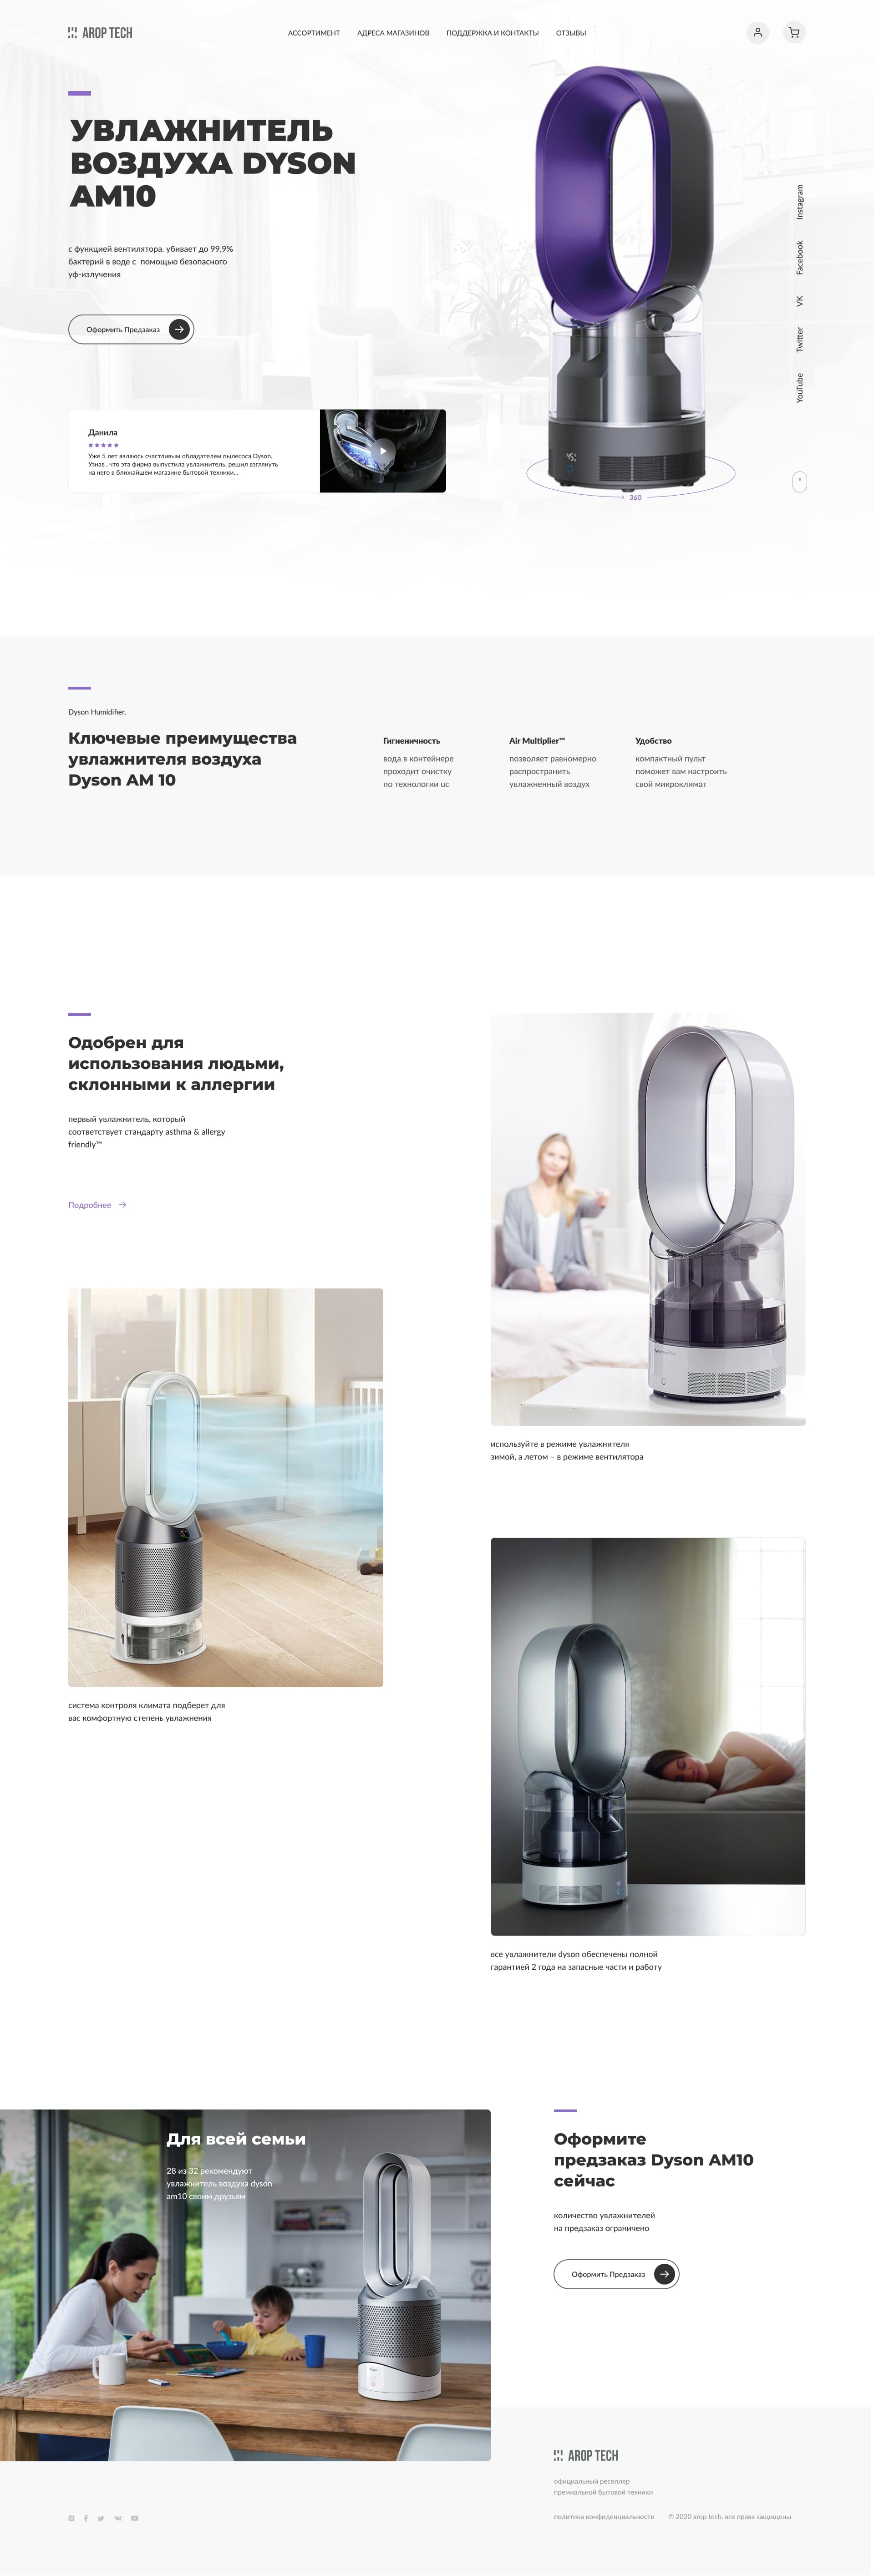 AROP TECH
АССОРТИМЕНТ
АДРЕСА МАГАЗИНОВ
ПОДДЕРЖКА И КОНТАКТЫ
ОТЗЫВЫ
УВЛАЖНИТЕЛЬ
ВОЗДУХА DYSON
AM10
с функцией вентилятора. убивает до 99,9%
бактерий в воде с помощью безопасного
уф-излучения
Оформить Предзаказ
Instagram
Facebook
VK
Twitter
YouTube
Данила
Уже 5 лет являюсь счастливым обладателем пылесоса Dyson.
Узнав , что эта фирма выпустила увлажнитель, решил взглянуть
на него в ближайшем магазине бытовой техники...
360
Dyson Humidifier.
Ключевые преимущества
увлажнителя воздуха
Dyson AM 10
Гигиеничность
вода в контейнере
проходит очистку
по технологии uc
Air Multiplier™
позволяет равномерно
распространить
увлажненный воздух
Удобство
компактный пульт
поможет вам настроить
свой микроклимат
Одобрен для
использования людьми,
склонными к аллергии
первый увлажнитель, который
соответствует стандарту asthma & allergy
friendly™
Подробнее
используйте в режиме увлажнителя
зимой, а летом – в режиме вентилятора
система контроля климата подберет для
вас комфортную степень увлажнения
все увлажнители dyson обеспечены полной
гарантией 2 года на запасные части и работу
Для всей семьи
28 из 32 рекомендуют
увлажнитель воздуха dyson
am10 своим друзьям
Оформите
предзаказ Dyson AM10
сейчас
количество увлажнителей
на предзаказ ограничено
Оформить Предзаказ
AROP TECH
официальный реселлер
премиальной бытовой техники
политика конфиденциальности
© 2020 arop tech. все права защищены